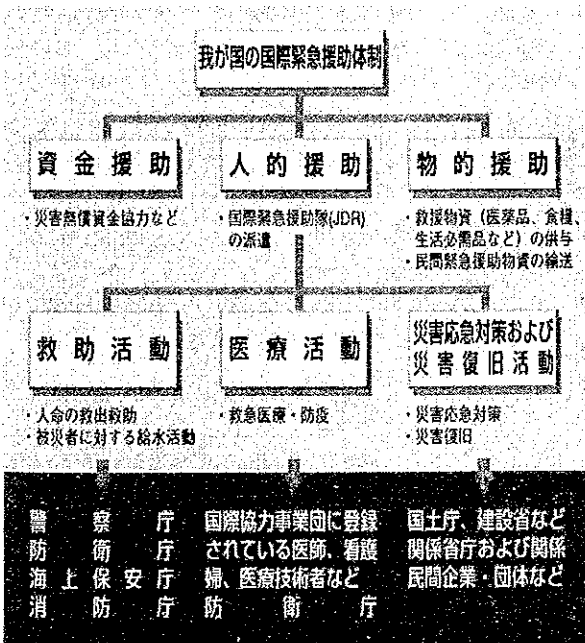 我が国の国際緊急援助体制
資金援助
・災害無償資金協力など
人的援助
・国際緊急援助隊(JDR)
の派遣
物的援助
・救援物資(医薬品、食糧、
生活必需品など)の供与
・民間緊急援助物資の輸送
救助活動
・人命の救出救助
・被災者に対する給水活動
医療活動
・救急医療・防疫
災害応急対策および
災害復旧活動
・災害応急対策
・災害復旧
警察庁
防衛庁
海上保安庁
消防庁
国際協力事業団に登録
されている医師、看護
婦、医療技術者など
防衛庁
国土庁、建設省など
関係省庁および関係
民間企業・団体など